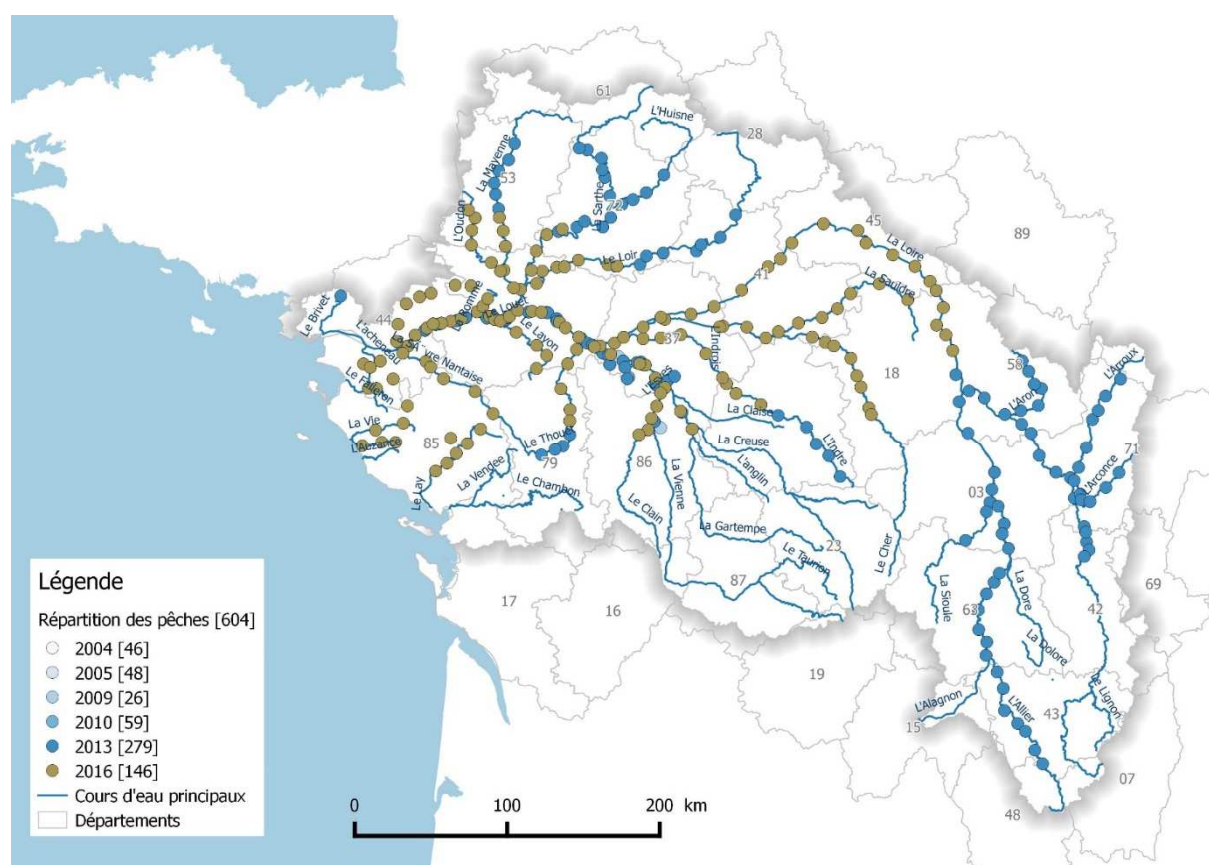 61
L'Huisne
28
La Mayenne
53
la Sarthe
72
L'Oudon
Le Loir
45
La Loire
89
41
La Sauldre
Le Brivet
44
L'acheneau
Le Louet
Le Layon
37
L'Indrois
La Sèvre Nantaise
Le Falleron
18
58
L'Aron
L'Arroux
La Vie
L'Auzance
85
Le Thouet
79
La Claise
La Creuse
L'Indre
L'anglin
86
La Vienne
71
L'Arconce
Le Lay
La Vendee
Le Chambon
Le Clain
La Gartempe
03
Le Cher
23
Le Taurion
87
17
16
La Sioule
63
La Dore
La Dolore
42
69
19
L'Alagnon
15
L'Allier
43
Le Lignon
07
48
Légende
Répartition des pêches [604]
2004 [46]
2005 [48]
2009 [26]
2010 [59]
2013 [279]
2016 [146]
Cours d'eau principaux
Départements
0 100 200 km